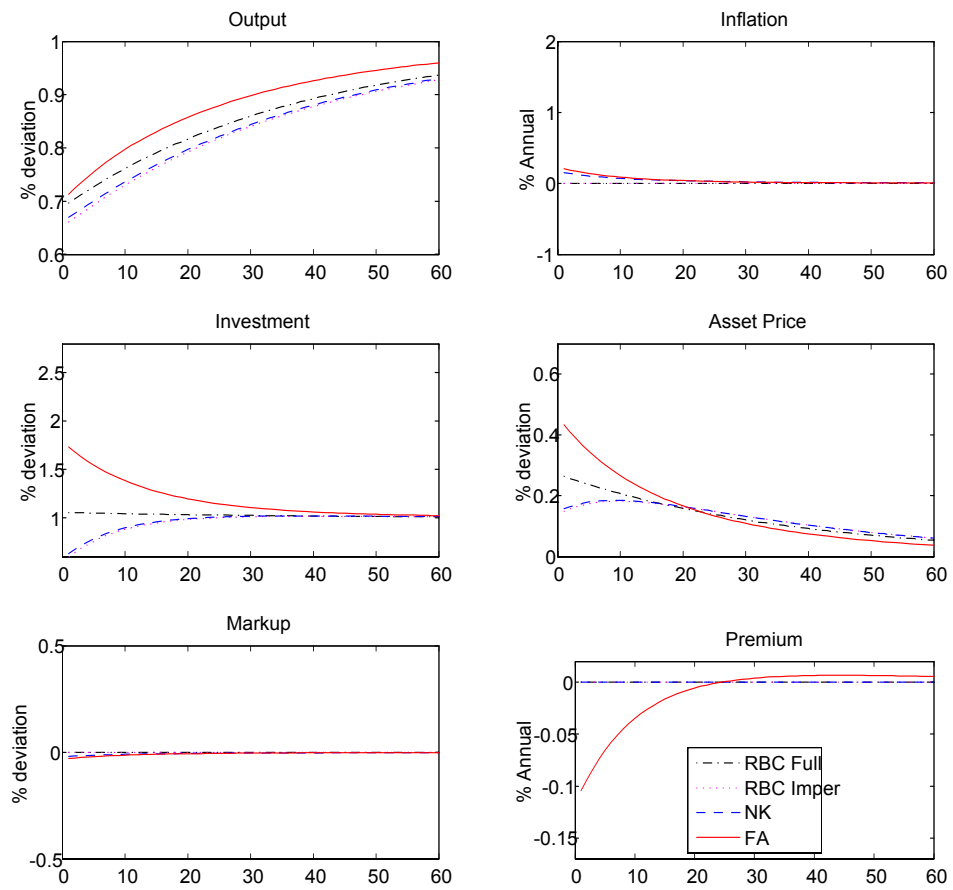 Output
% deviation
1
0.9
0.8
0.7
0.6
0 10 20 30 40 50 60
Inflation
% Annual
2
1
0
-1
0 10 20 30 40 50 60
Investment
% deviation
2.5
2
1.5
1
0 10 20 30 40 50 60
Asset Price
% deviation
0.6
0.4
0.2
0
0 10 20 30 40 50 60
Markup
% deviation
0.5
0
-0.5
0 10 20 30 40 50 60
Premium
% Annual
0
-0.05
-0.1
-0.15
0 10 20 30 40 50 60
RBC Full
RBC Imper
NK
FA